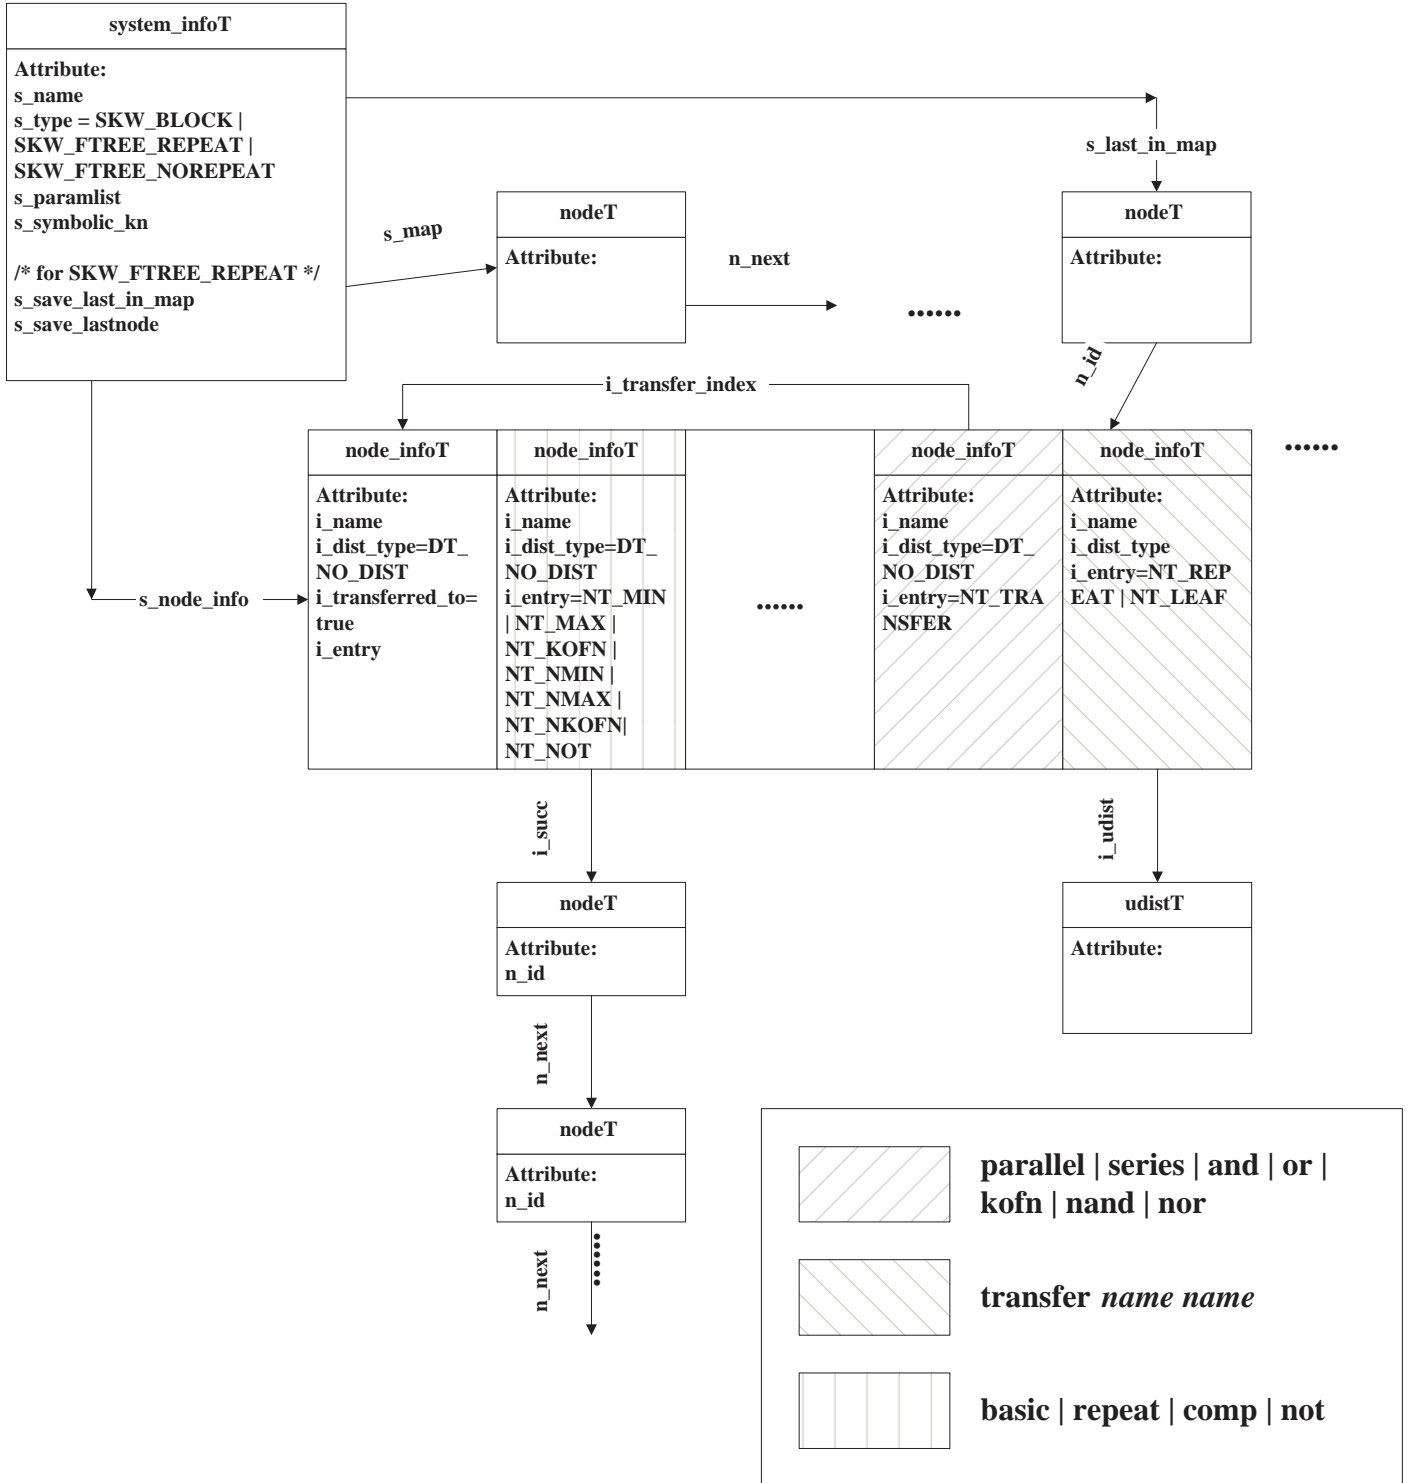 system_infoT
Attribute:
s_name
s_type = SKW_BLOCK |
SKW_FTREE_REPEAT |
SKW_FTREE_NOREPEAT
s_paramlist
s_symbolic_kn
/* for SKW_FTREE_REPEAT */
s_save_last_in_map
s_save_lastnode
s_last_in_map
s_map
nodeT
Attribute:
n_next
......
nodeT
Attribute:
n_id
i_transfer_index
s_node_info
node_infoT
Attribute:
i_name
i_dist_type=DT_
NO_DIST
i_transferred_to=
true
i_entry
node_infoT
Attribute:
i_name
i_dist_type=DT_
NO_DIST
i_entry=NT_MIN
| NT_MAX |
NT_KOFN |
NT_NMIN |
NT_NMAX |
NT_NKOFN|
NT_NOT
......
node_infoT
Attribute:
i_name
i_dist_type=DT_
NO_DIST
i_entry=NT_TRA
NSFER
node_infoT
Attribute:
i_name
i_dist_type
i_entry=NT_REP
EAT | NT_LEAF
......
i_succ
nodeT
Attribute:
n_id
n_next
nodeT
Attribute:
n_id
n_next
......
i_udist
udistT
Attribute:
parallel | series | and | or |
kofn | nand | nor
transfer name name
basic | repeat | comp | not